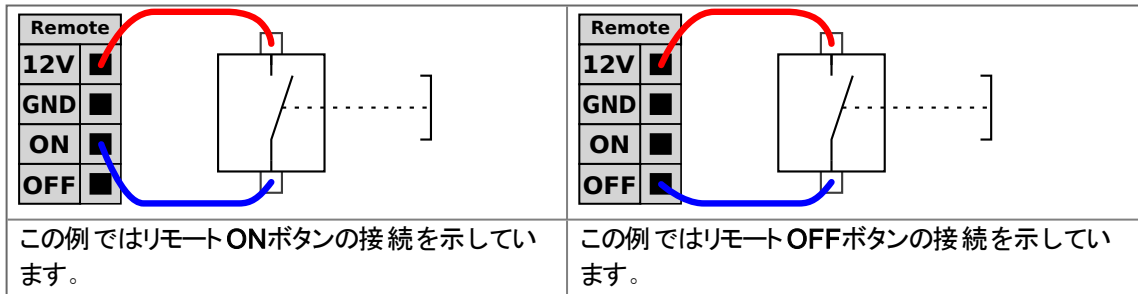 Remote
12V
GND
ON
OFF
Remote
12V
GND
ON
OFF
この例ではリモートONボタンの接続を示してい
ます。
この例ではリモートOFFボタンの接続を示してい
ます。